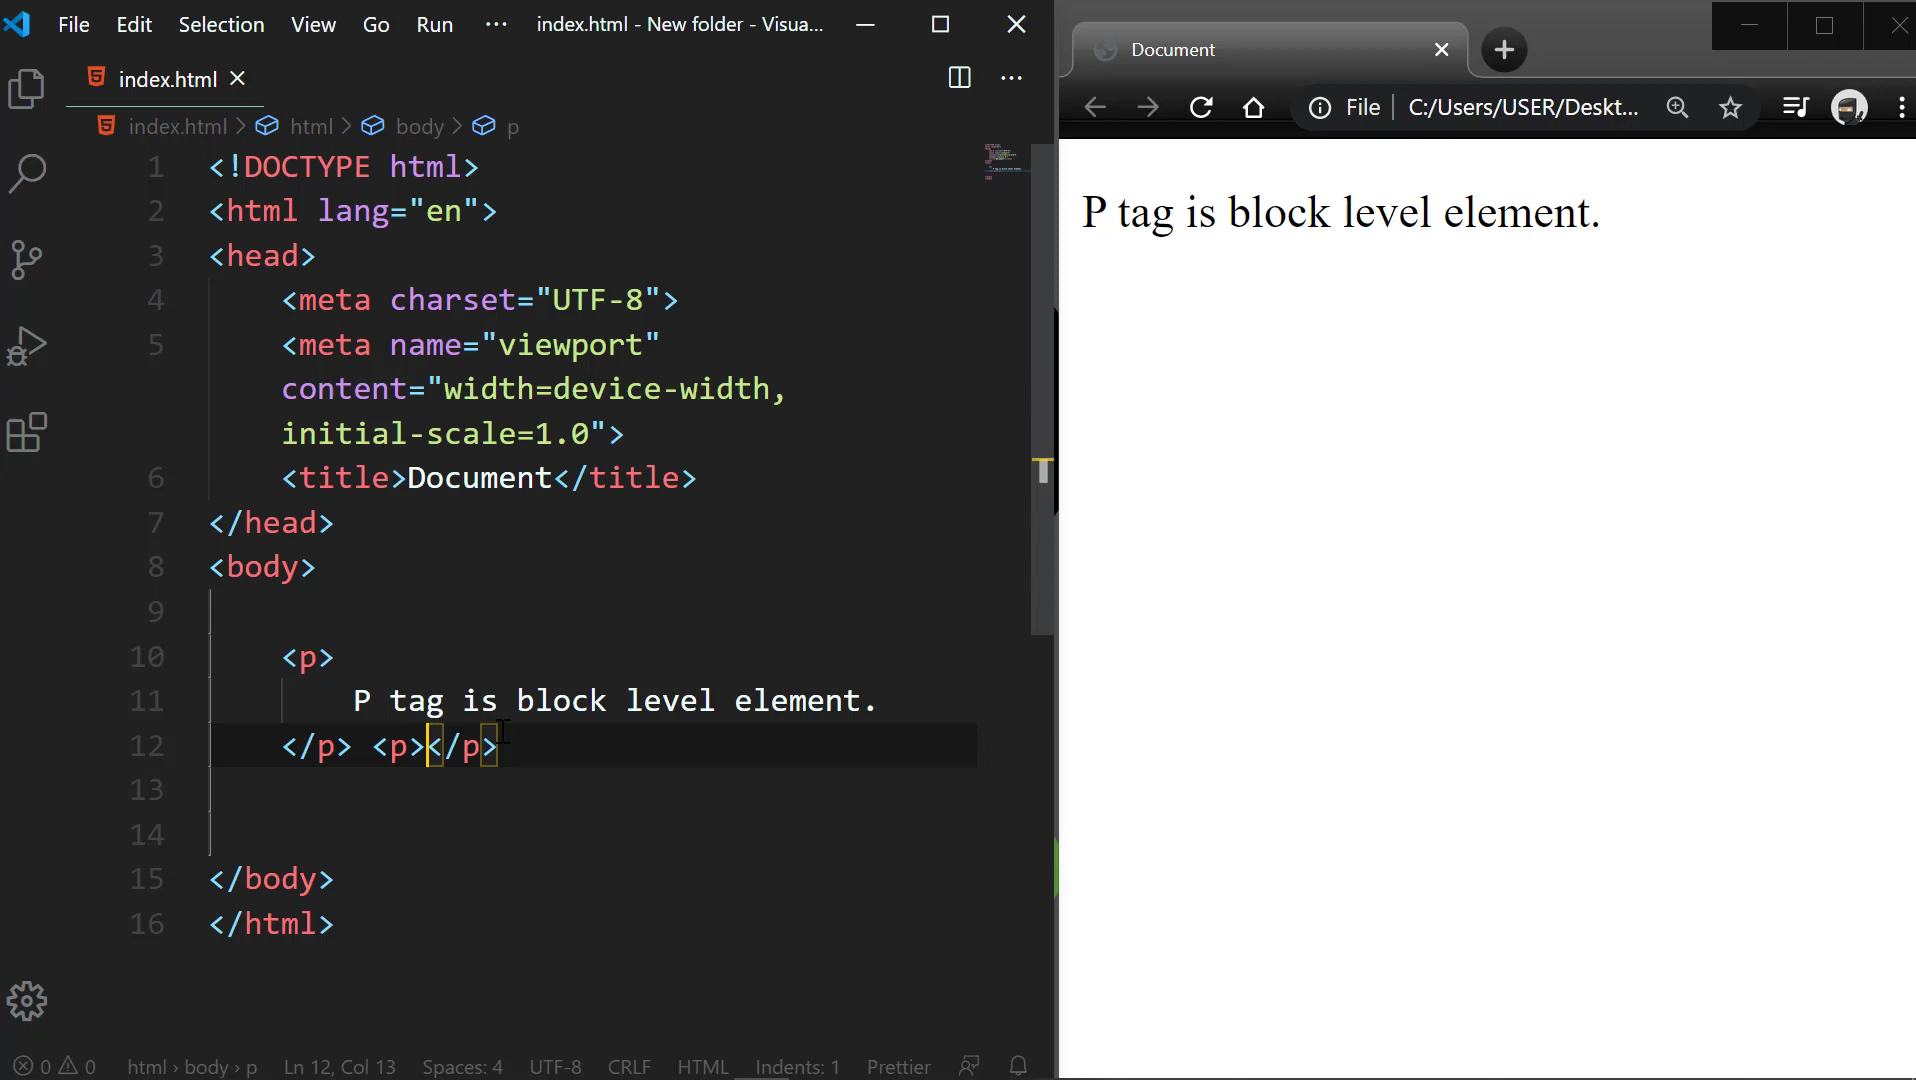 File Edit Selection View Go Run ··· index.html - New folder - Visua...
index.html
index.html > html > body > p
1 <!DOCTYPE html>
2 <html lang="en">
3 <head>
4 <meta charset="UTF-8">
5 <meta name="viewport"
content="width=device-width,
initial-scale=1.0">
6 <title>Document</title>
7 </head>
8 <body>
9
10 <p>
11 P tag is block level element.
12 </p> <p></p>
13
14
15 </body>
16 </html>
0 0 html › body › p Ln 12, Col 13 Spaces: 4 UTF-8 CRLF HTML Indents: 1 Prettier
Document
File C:/Users/USER/Deskt...
P tag is block level element.